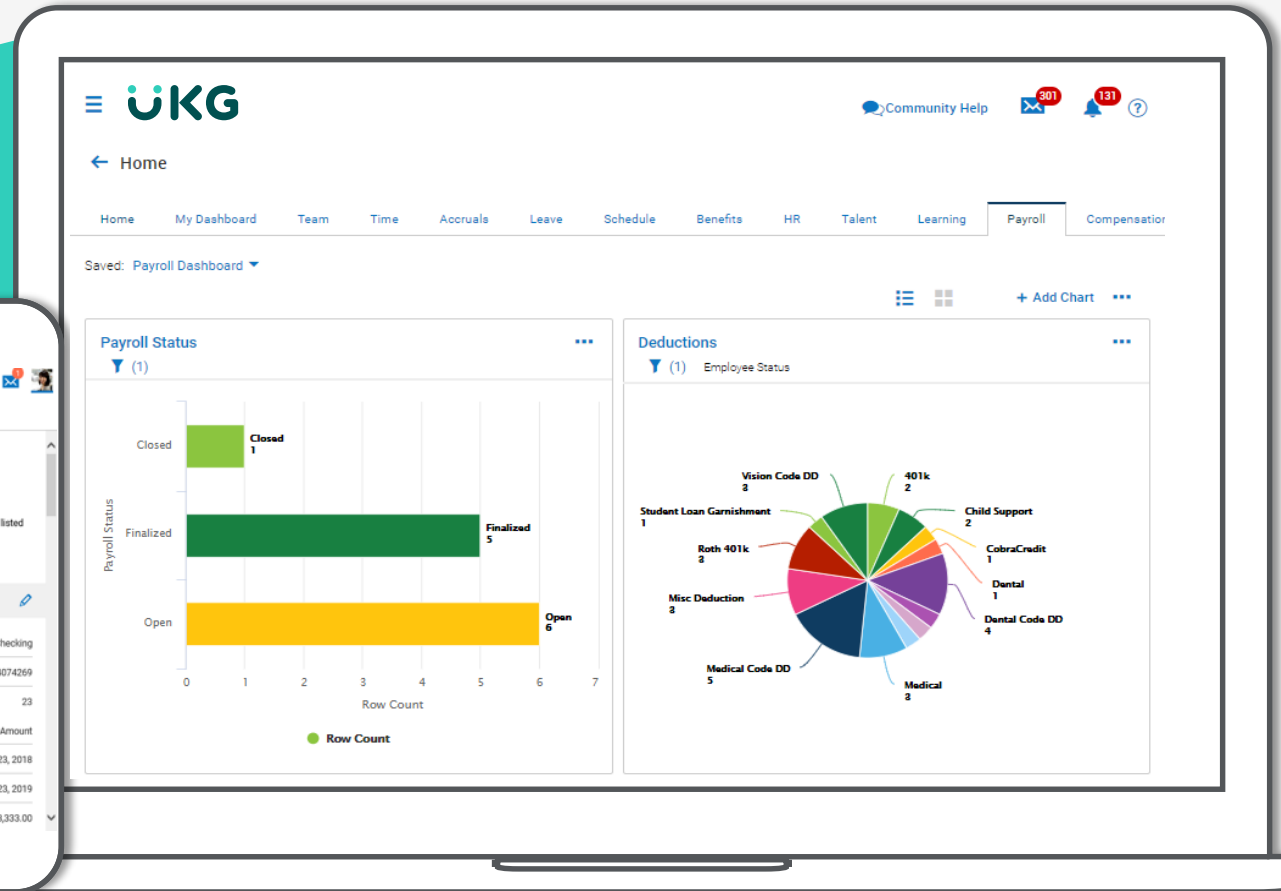 UKG
Community Help
301
131
?
Home
Home My Dashboard Team Time Accruals Leave Schedule Benefits HR Talent Learning Payroll Compensation
Saved: Payroll Dashboard
+ Add Chart
Payroll Status
(1)
Closed
Closed
1
Finalized
Finalized
5
Open
Open
6
Payroll Status
0 1 2 3 4 5 6 7
Row Count
Row Count
Deductions
(1) Employee Status
Vision Code DD
3
401k
2
Student Loan Garnishment
1
Child Support
2
Roth 401k
3
CobraCredit
1
Misc Deduction
3
Dental
1
Dental Code DD
4
Medical Code DD
5
Medical
3
1
listed
hecking
4074269
23
Amount
23, 2018
23, 2019
,333.00